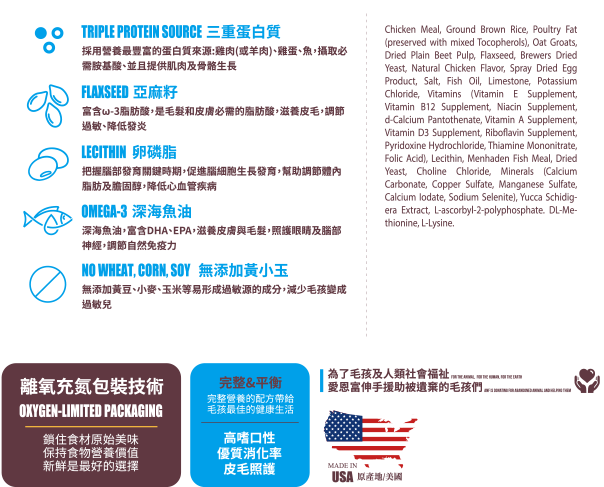 TRIPLE PROTEIN SOURCE 三重蛋白質
採用營養最豐富的蛋白質來源:雞肉(或羊肉)、雞蛋、魚,攝取必
需胺基酸、並且提供肌肉及骨骼生長
FLAXSEED 亞麻籽
富含ω-3脂肪酸,是毛髮和皮膚必需的脂肪酸,滋養皮毛,調節
過敏、降低發炎
LECITHIN 卵磷脂
把握腦部發育關鍵時期,促進腦細胞生長發育,幫助調節體內
脂肪及膽固醇,降低心血管疾病
OMEGA-3 深海魚油
深海魚油,富含DHA、EPA,滋養皮膚與毛髮,照護眼睛及腦部
神經,調節自然免疫力
NO WHEAT, CORN, SOY 無添加黃小玉
無添加黃豆、小麥、玉米等易形成過敏源的成分,減少毛孩變成
過敏兒
Chicken Meal, Ground Brown Rice, Poultry Fat
(preserved with mixed Tocopherols), Oat Groats,
Dried Plain Beet Pulp, Flaxseed, Brewers Dried
Yeast, Natural Chicken Flavor, Spray Dried Egg
Product, Salt, Fish Oil, Limestone, Potassium
Chloride, Vitamins (Vitamin E Supplement,
Vitamin B12 Supplement, Niacin Supplement,
d-Calcium Pantothenate, Vitamin A Supplement,
Vitamin D3 Supplement, Riboflavin Supplement,
Pyridoxine Hydrochloride, Thiamine Mononitrate,
Folic Acid), Lecithin, Menhaden Fish Meal, Dried
Yeast, Choline Chloride, Minerals (Calcium
Carbonate, Copper Sulfate, Manganese Sulfate,
Calcium Iodate, Sodium Selenite), Yucca Schidig-
era Extract, L-ascorbyl-2-polyphosphate. DL-Me-
thionine, L-Lysine.
離氧充氮包裝技術
OXYGEN-LIMITED PACKAGING
鎖住食材原始美味
保持食物營養價值
新鮮是最好的選擇
完整&平衡
完整營養的配方帶給
毛孩最佳的健康生活
高嗜口性
優質消化率
皮毛照護
為了毛孩及人類社會福祉 FOR THE ANIMAL, FOR THE HUMAN, FOR THE EARTH
愛恩富伸手援助被遺棄的毛孩們
MADE IN
USA 原產地/美國